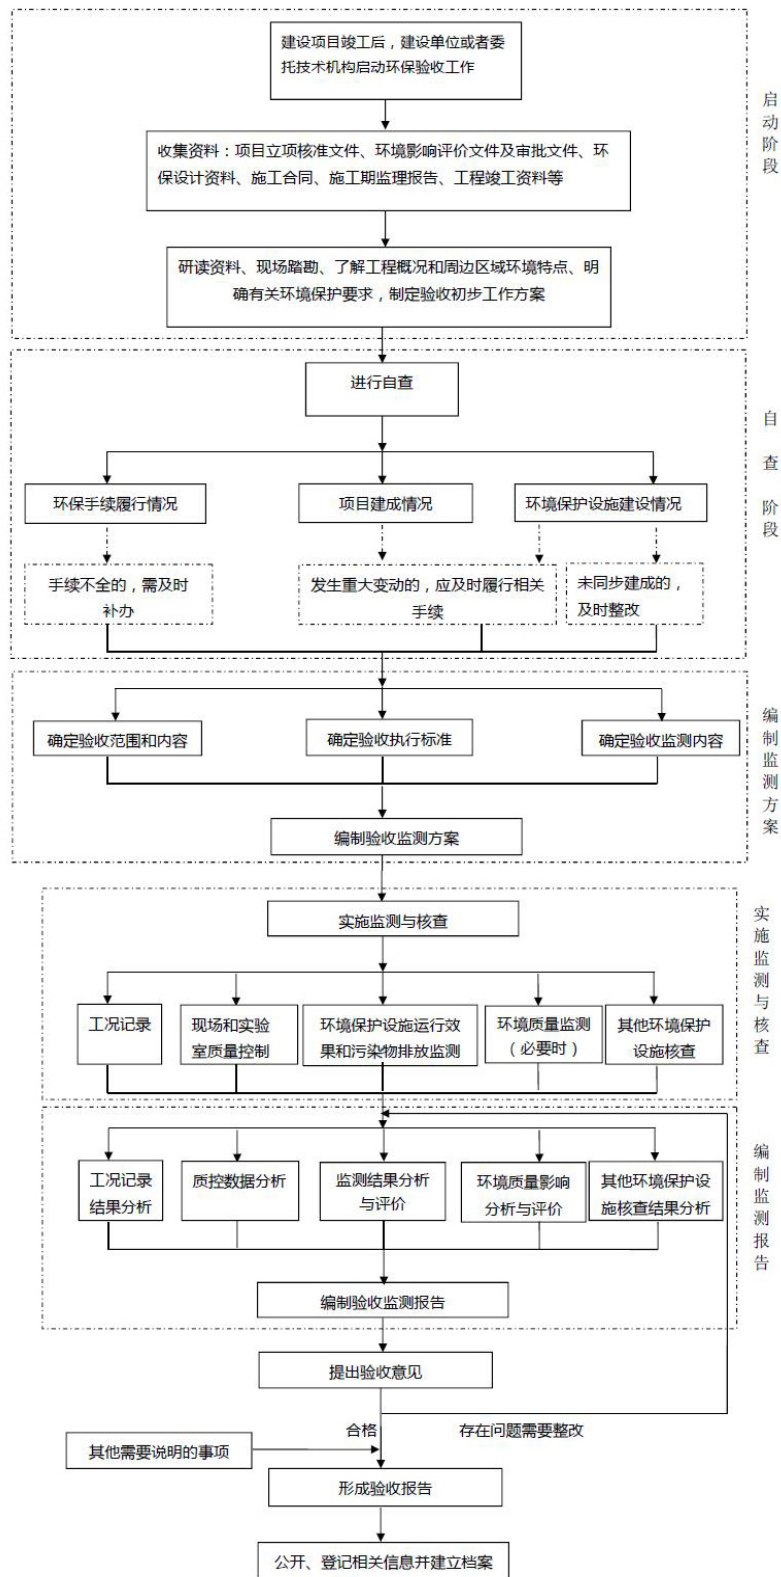 建设项目竣工后，建设单位或者委
托技术机构启动环保验收工作
收集资料：项目立项核准文件、环境影响评价文件及审批文件、环
保设计资料、施工合同、施工期监理报告、工程竣工资料等
研读资料、现场踏勘、了解工程概况和周边区域环境特点、明
确有关环境保护要求，制定验收初步工作方案
启动阶段
进行自查
环保手续履行情况
项目建成情况
环境保护设施建设情况
手续不全的，需及时
补办
发生重大变动的，应及时履行相关
手续
未同步建成的，
及时整改
自查阶段
确定验收范围和内容
确定验收执行标准
确定验收监测内容
编制验收监测方案
编制监测方案
实施监测与核查
工况记录
现场和实验
室质量控制
环境保护设施运行效
果和污染物排放监测
环境质量监测
（必要时）
其他环境保护
设施核查
实施监测与核查
工况记录
结果分析
质控数据分析
监测结果分析
与评价
环境质量影响
分析与评价
其他环境保护设
施核查结果分析
编制验收监测报告
编制监测报告
提出验收意见
合格
存在问题需要整改
其他需要说明的事项
形成验收报告
公开、登记相关信息并建立档案